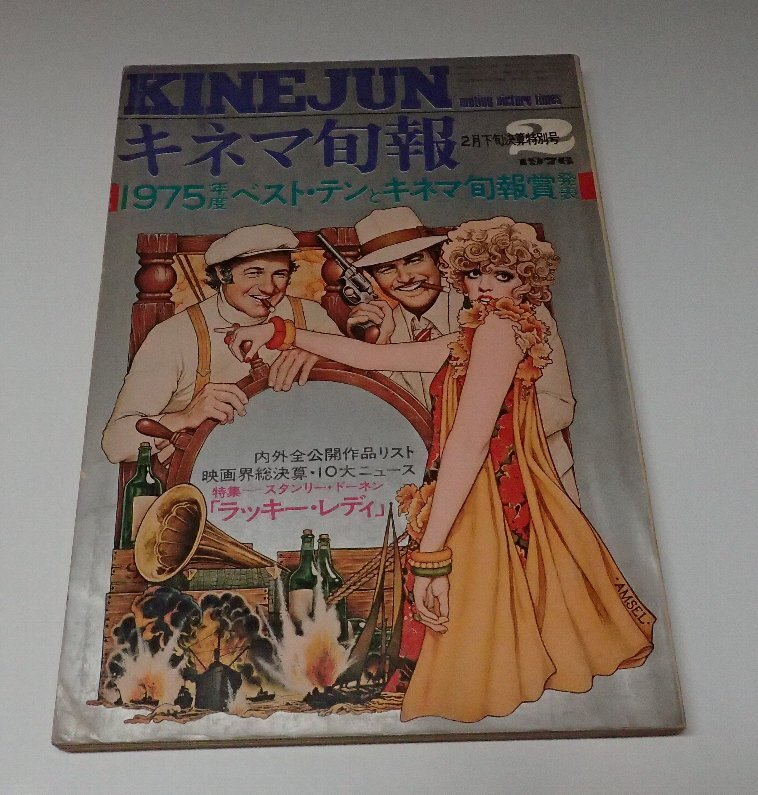 KINEJUN
motion picture times
キネマ旬報
2月下旬決算特別号
2
1976
1975年度ベスト・テンとキネマ旬報賞発表
内外全公開作品リスト
映画界総決算・10大ニュース
特集──スタンリー・ドーネン
「ラッキー・レディ」
·AMSEL·